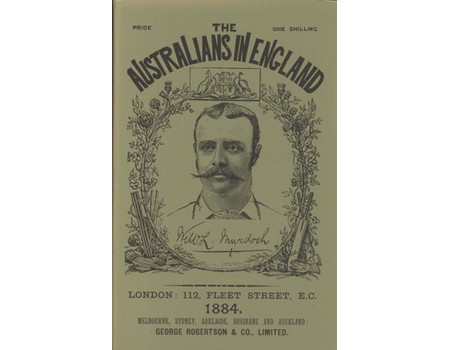 PRICE THE ONE SHILLING
AUSTRALIANS IN ENGLAND
W. L. Murdoch
LONDON: 112, FLEET STREET, E.C.
1884.
MELBOURNE, SYDNEY, ADELAIDE, BRISBANE AND AUCKLAND:
GEORGE ROBERTSON & CO., LIMITED.